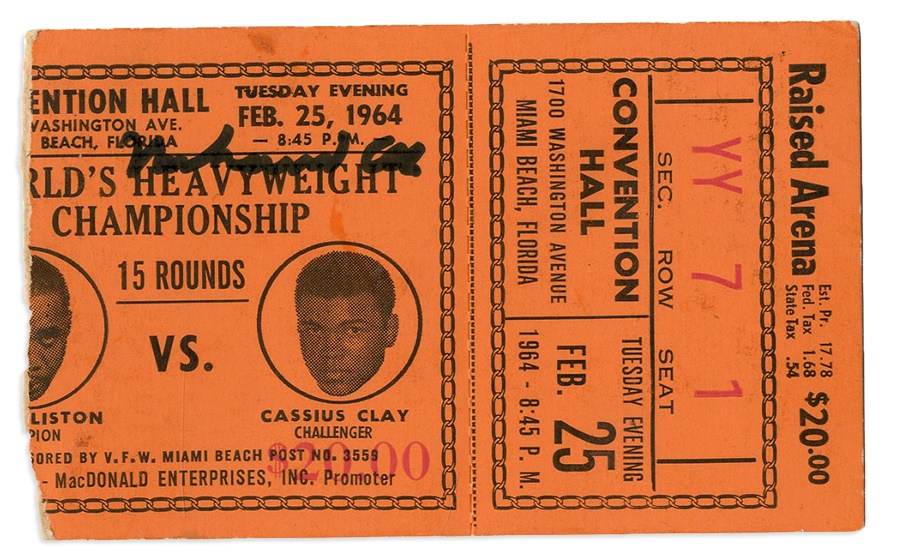 ENTION HALL
WASHINGTON AVE.
BEACH, FLORIDA
TUESDAY EVENING
FEB. 25, 1964
— 8:45 P.M. —
RLD'S HEAVYWEIGHT
CHAMPIONSHIP
15 ROUNDS
VS.
LISTON
PION
CASSIUS CLAY
CHALLENGER
$20.00
SORED BY V.F.W. MIAMI BEACH POST NO. 3559
- MacDONALD ENTERPRISES, INC. Promoter
CONVENTION
HALL
1700 WASHINGTON AVENUE
MIAMI BEACH, FLORIDA
TUESDAY EVENING
FEB. 25
1964 - 8:45 P. M.
YY 7 1
SEC. ROW SEAT
Raised Arena
Est. Pr. 17.78
Fed. Tax 1.68
State Tax .54
$20.00